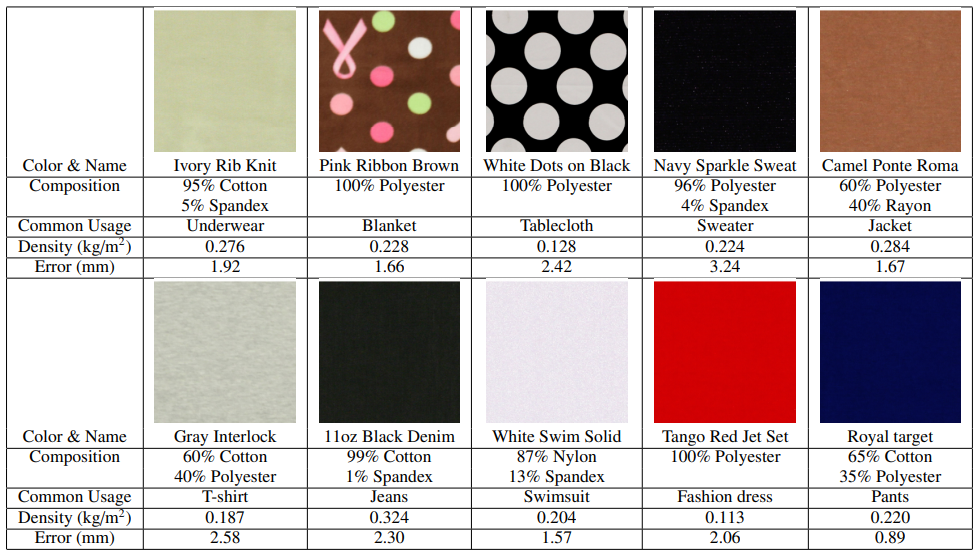 Color & Name Ivory Rib Knit Pink Ribbon Brown White Dots on Black Navy Sparkle Sweat Camel Ponte Roma
Composition 95% Cotton 100% Polyester 100% Polyester 96% Polyester 60% Polyester
5% Spandex 4% Spandex 40% Rayon
Common Usage Underwear Blanket Tablecloth Sweater Jacket
Density (kg/m²) 0.276 0.228 0.128 0.224 0.284
Error (mm) 1.92 1.66 2.42 3.24 1.67
Color & Name Gray Interlock 11oz Black Denim White Swim Solid Tango Red Jet Set Royal target
Composition 60% Cotton 99% Cotton 87% Nylon 100% Polyester 65% Cotton
40% Polyester 1% Spandex 13% Spandex 35% Polyester
Common Usage T-shirt Jeans Swimsuit Fashion dress Pants
Density (kg/m²) 0.187 0.324 0.204 0.113 0.220
Error (mm) 2.58 2.30 1.57 2.06 0.89